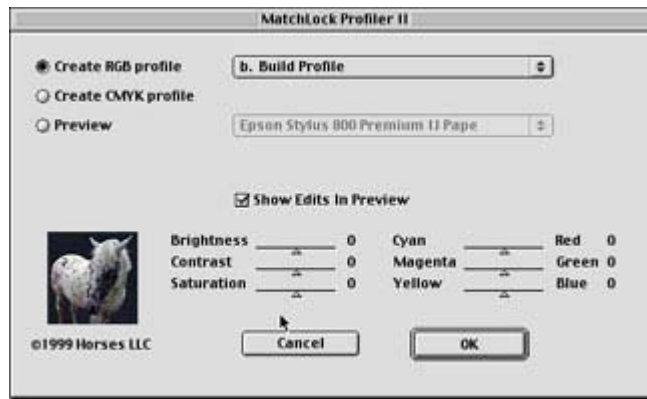 MatchLock Profiler II
Create RGB profile b. Build Profile
Create CMYK profile
Preview Epson Stylus 800 Premium IJ Pape
Show Edits In Preview
Brightness 0 Cyan Red 0
Contrast 0 Magenta Green 0
Saturation 0 Yellow Blue 0
©1999 Horses LLC Cancel OK